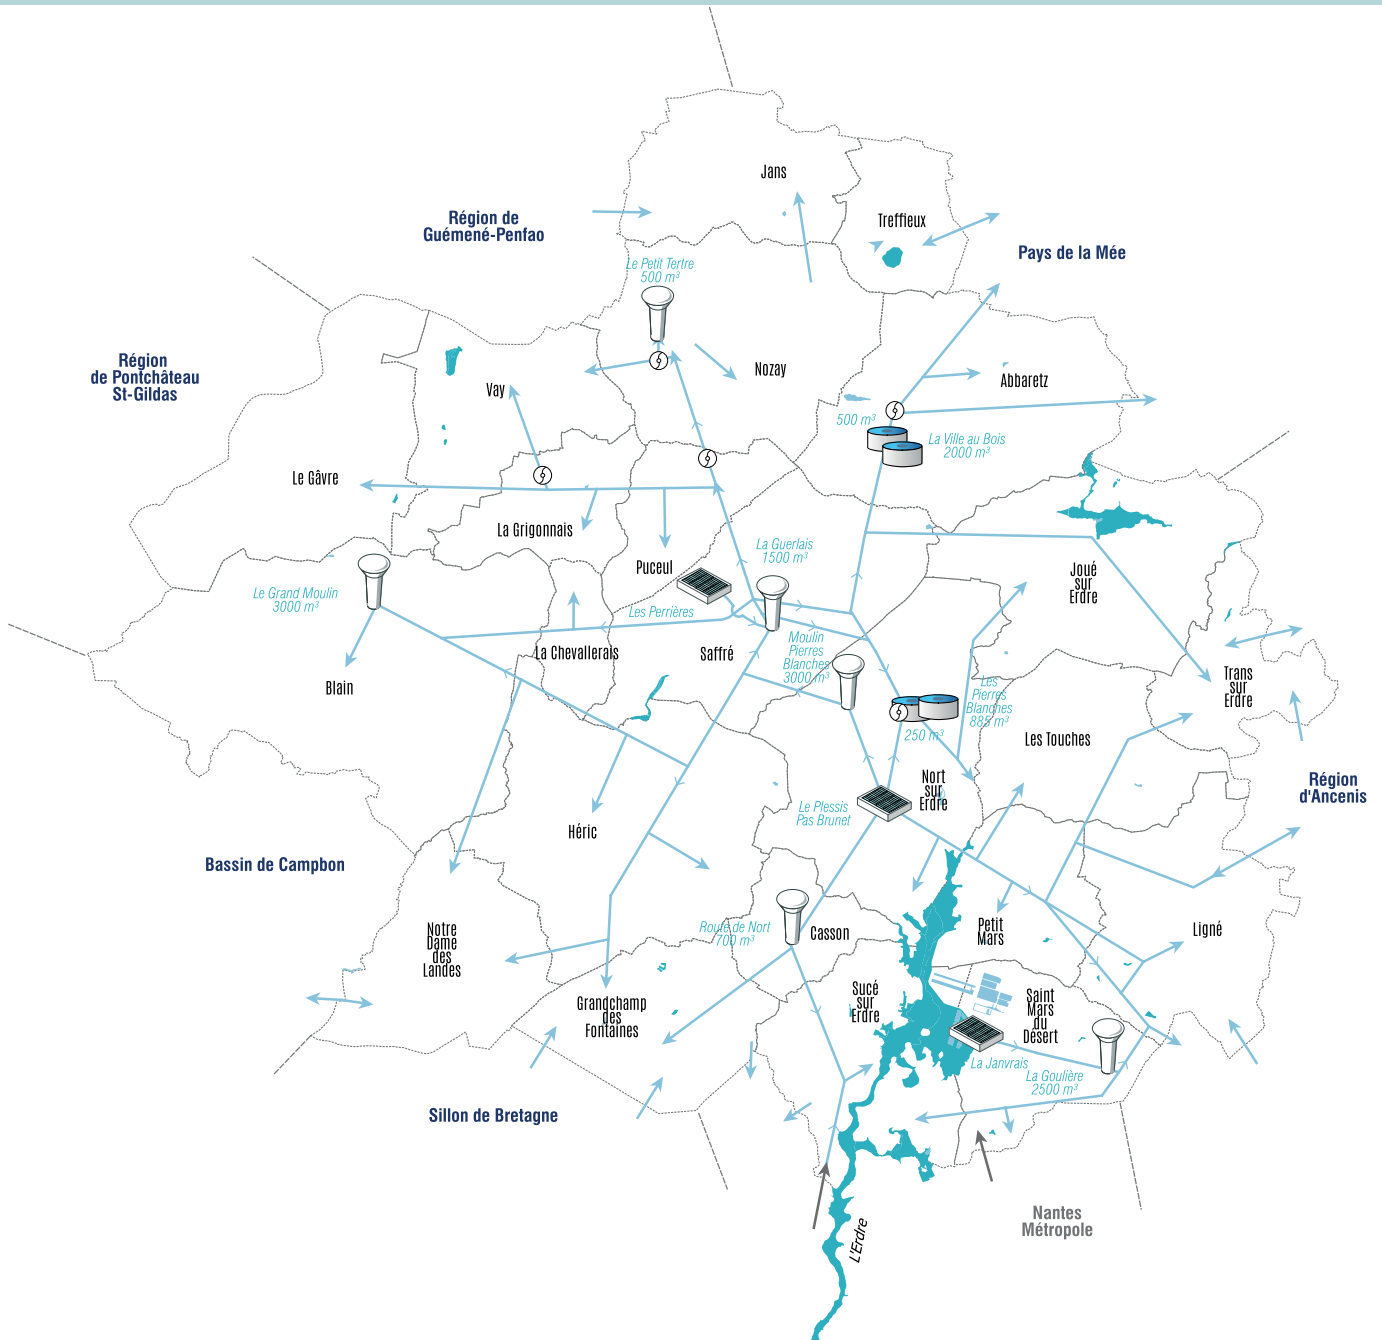 Jans
Treffieux
Région de
Guémené-Penfao
Pays de la Mée
Le Petit Tertre
500 m³
Région
de Pontchâteau
St-Gildas
Nozay
Abbaretz
Vay
500 m³
La Ville au Bois
2000 m³
Le Gâvre
La Grigonnais
La Guerlais
1500 m³
Puceul
Joué
sur
Erdre
Le Grand Moulin
3000 m³
Les Perrières
Moulin
Pierres
Blanches
3000 m³
La Chevallerais
Saffré
Blain
Les
Pierres
Blanches
885 m³
Trans
sur
Erdre
250 m³
Les Touches
Nort
sur
Erdre
Région
d'Ancenis
Le Plessis
Pas Brunet
Héric
Bassin de Campbon
Route de Nort
700 m³
Casson
Petit
Mars
Ligné
Notre
Dame
des
Landes
Sucé
sur
Erdre
Saint
Mars
du
Désert
Grandchamp
des
Fontaines
La Janvrais
La Goulière
2500 m³
Sillon de Bretagne
Nantes
Métropole
L'Erdre